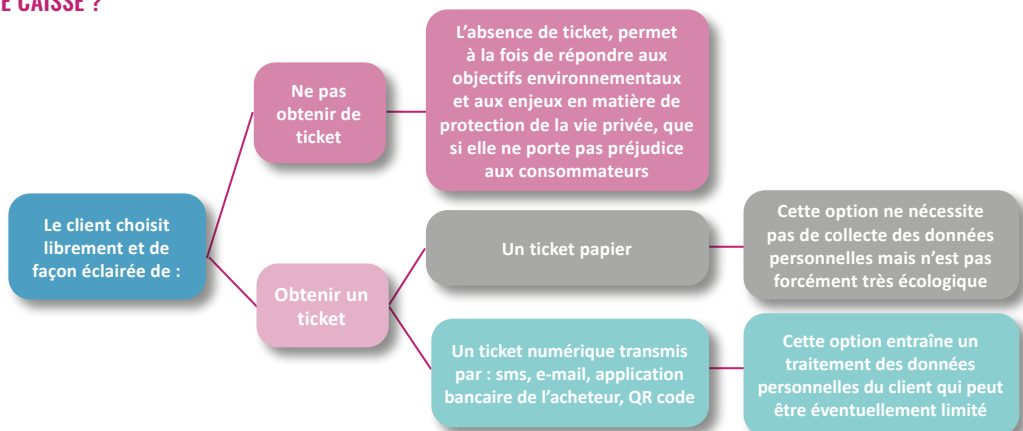 E CAISSE ?
L'absence de ticket, permet
à la fois de répondre aux
objectifs environnementaux
et aux enjeux en matière de
protection de la vie privée, que
si elle ne porte pas préjudice
aux consommateurs
Ne pas
obtenir de
ticket
Le client choisit
librement et de
façon éclairée de :
Obtenir un
ticket
Un ticket papier
Cette option ne nécessite
pas de collecte des données
personnelles mais n'est pas
forcément très écologique
Un ticket numérique transmis
par : sms, e-mail, application
bancaire de l'acheteur, QR code
Cette option entraîne un
traitement des données
personnelles du client qui peut
être éventuellement limité